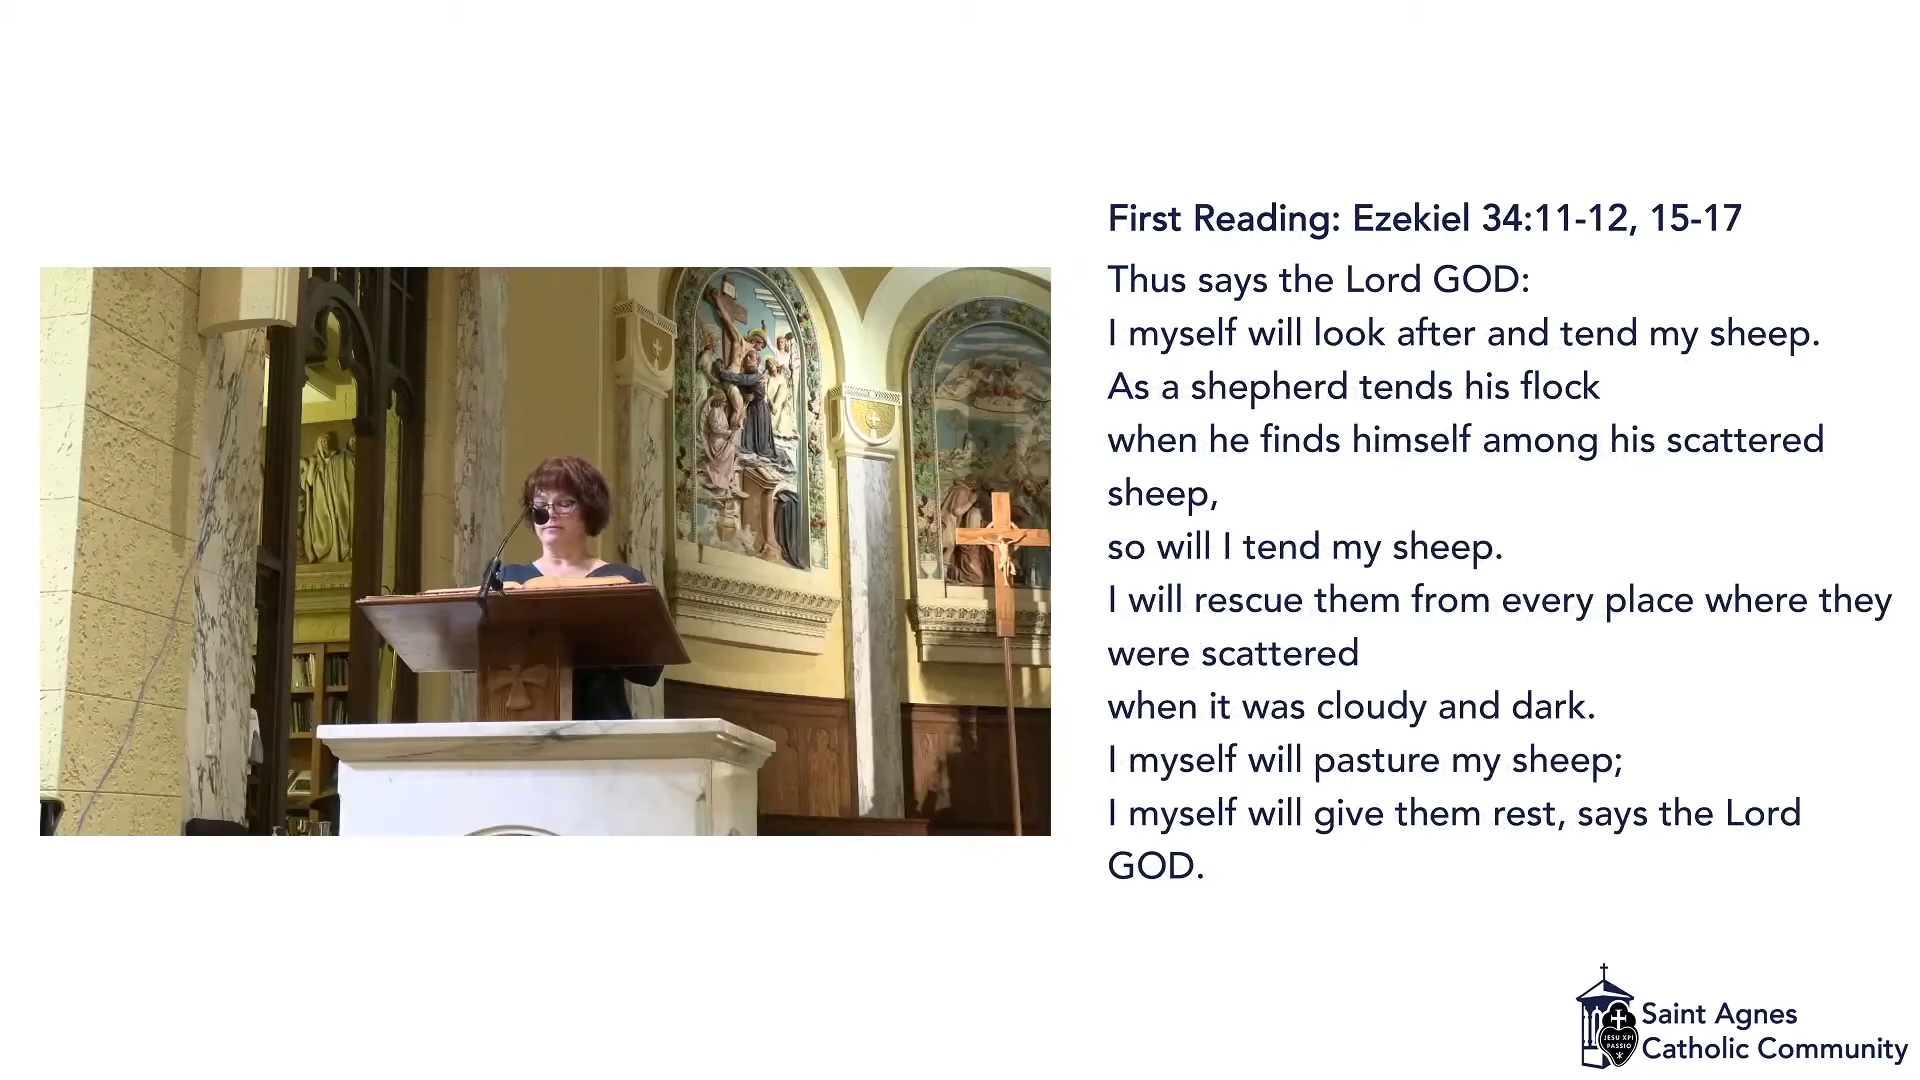 First Reading: Ezekiel 34:11-12, 15-17
Thus says the Lord GOD:
I myself will look after and tend my sheep.
As a shepherd tends his flock
when he finds himself among his scattered
sheep,
so will I tend my sheep.
I will rescue them from every place where they
were scattered
when it was cloudy and dark.
I myself will pasture my sheep;
I myself will give them rest, says the Lord
GOD.
JESU XPI
PASSIO
Saint Agnes
Catholic Community